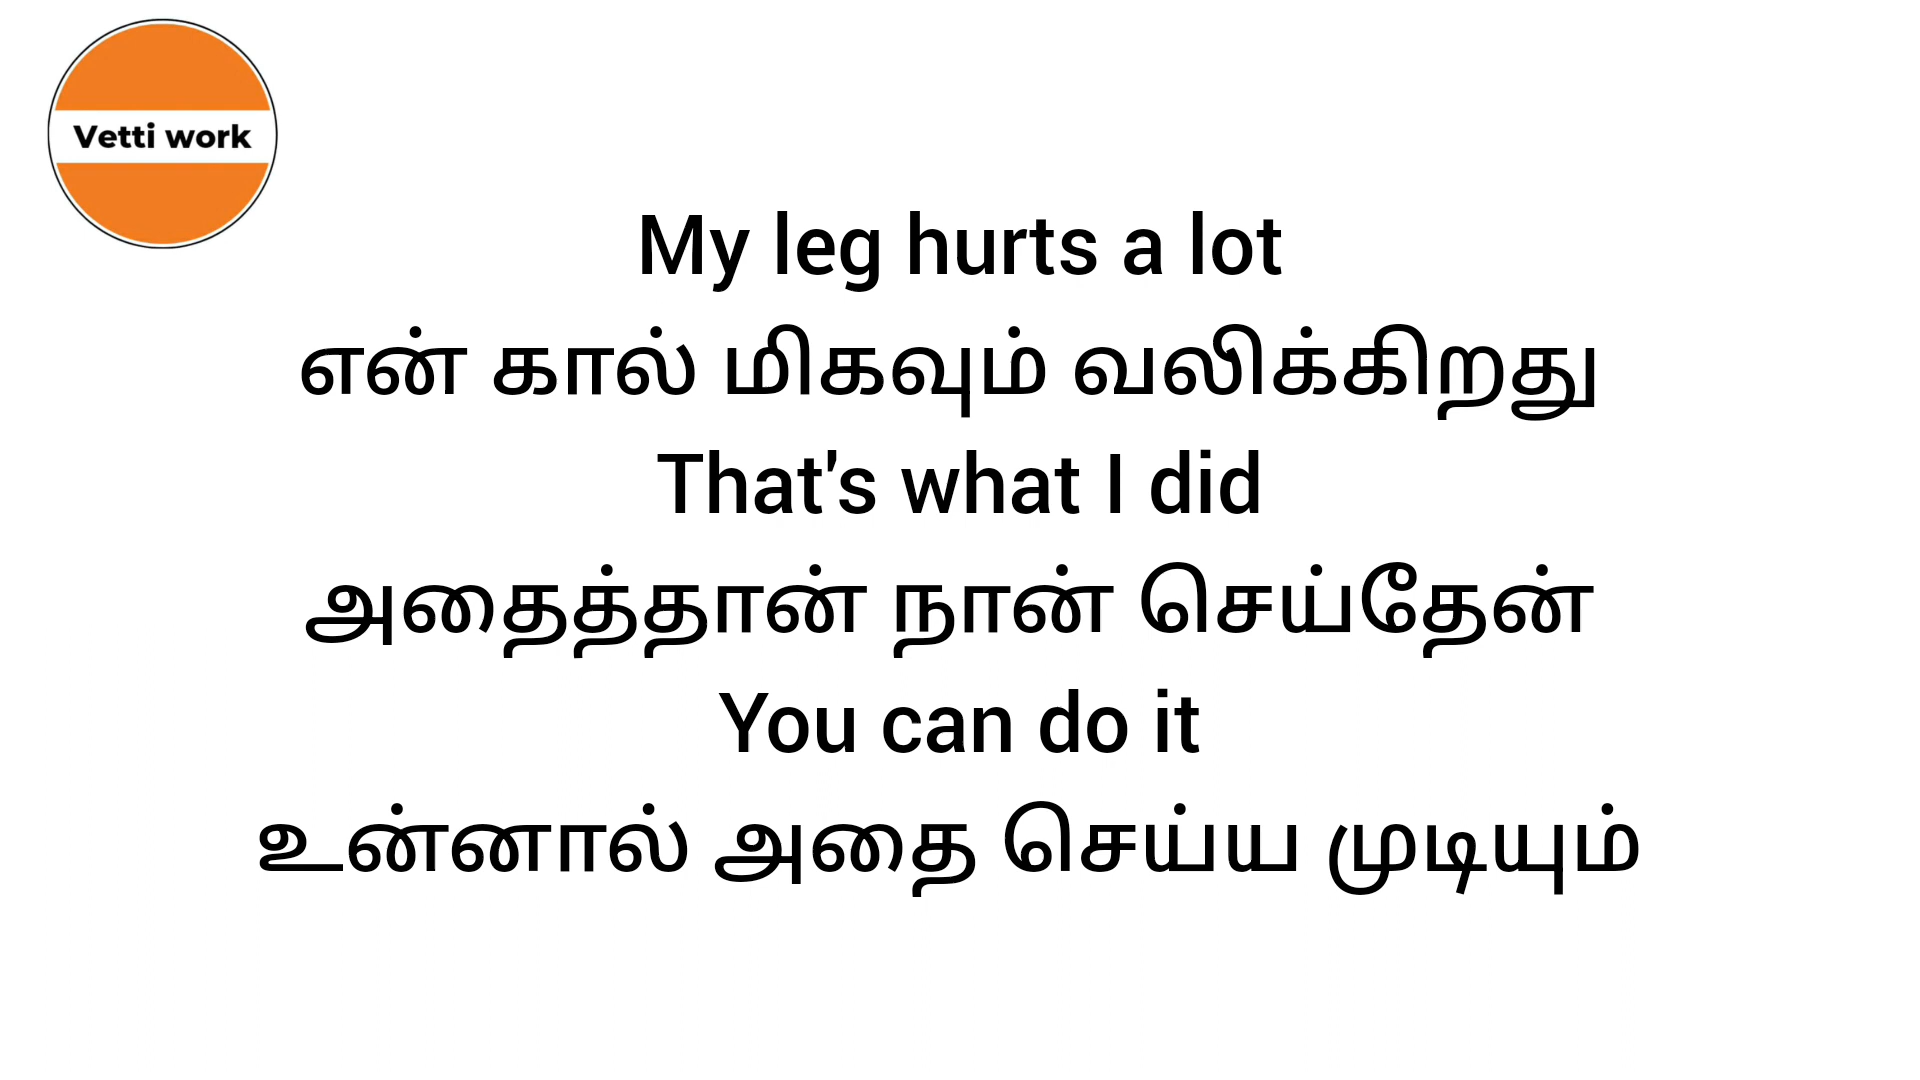 Vetti work
My leg hurts a lot
என் கால் மிகவும் வலிக்கிறது
That's what I did
அதைத்தான் நான் செய்தேன்
You can do it
உன்னால் அதை செய்ய முடியும்